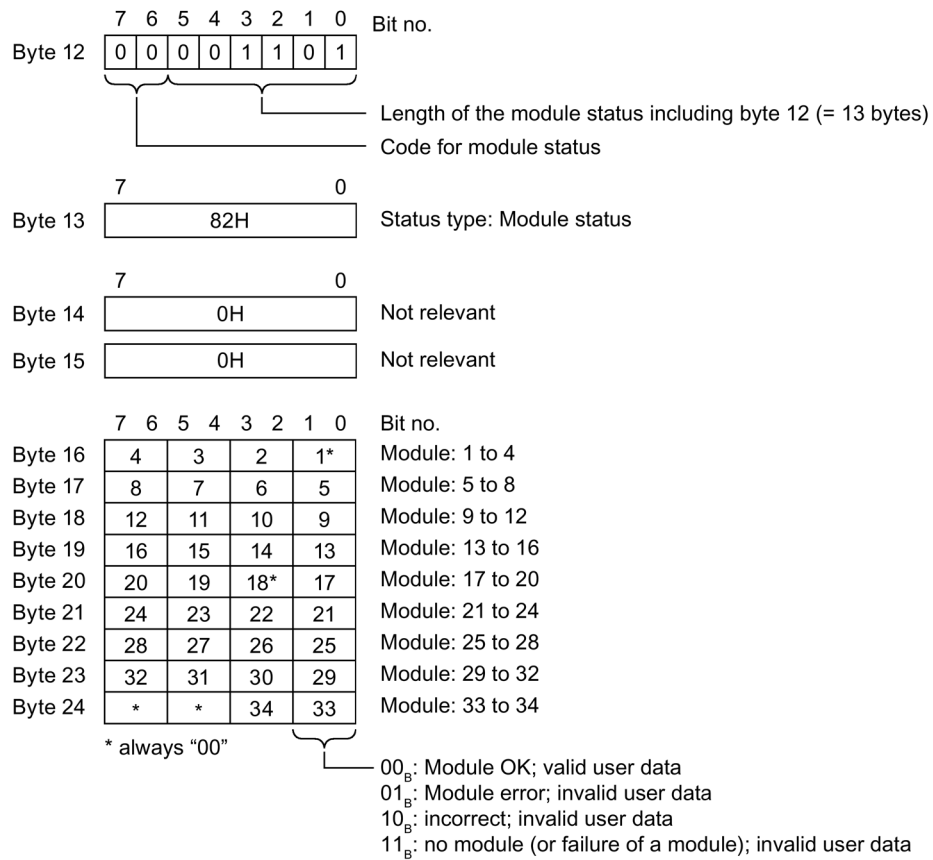 7 6 5 4 3 2 1 0 Bit no.
Byte 12 0 0 0 0 1 1 0 1
Length of the module status including byte 12 (= 13 bytes)
Code for module status
7 0
Byte 13 82H Status type: Module status
7 0
Byte 14 0H Not relevant
Byte 15 0H Not relevant
7 6 5 4 3 2 1 0 Bit no.
Byte 16 4 3 2 1* Module: 1 to 4
Byte 17 8 7 6 5 Module: 5 to 8
Byte 18 12 11 10 9 Module: 9 to 12
Byte 19 16 15 14 13 Module: 13 to 16
Byte 20 20 19 18* 17 Module: 17 to 20
Byte 21 24 23 22 21 Module: 21 to 24
Byte 22 28 27 26 25 Module: 25 to 28
Byte 23 32 31 30 29 Module: 29 to 32
Byte 24 * * 34 33 Module: 33 to 34
* always “00”
00B: Module OK; valid user data
01B: Module error; invalid user data
10B: incorrect; invalid user data
11B: no module (or failure of a module); invalid user data